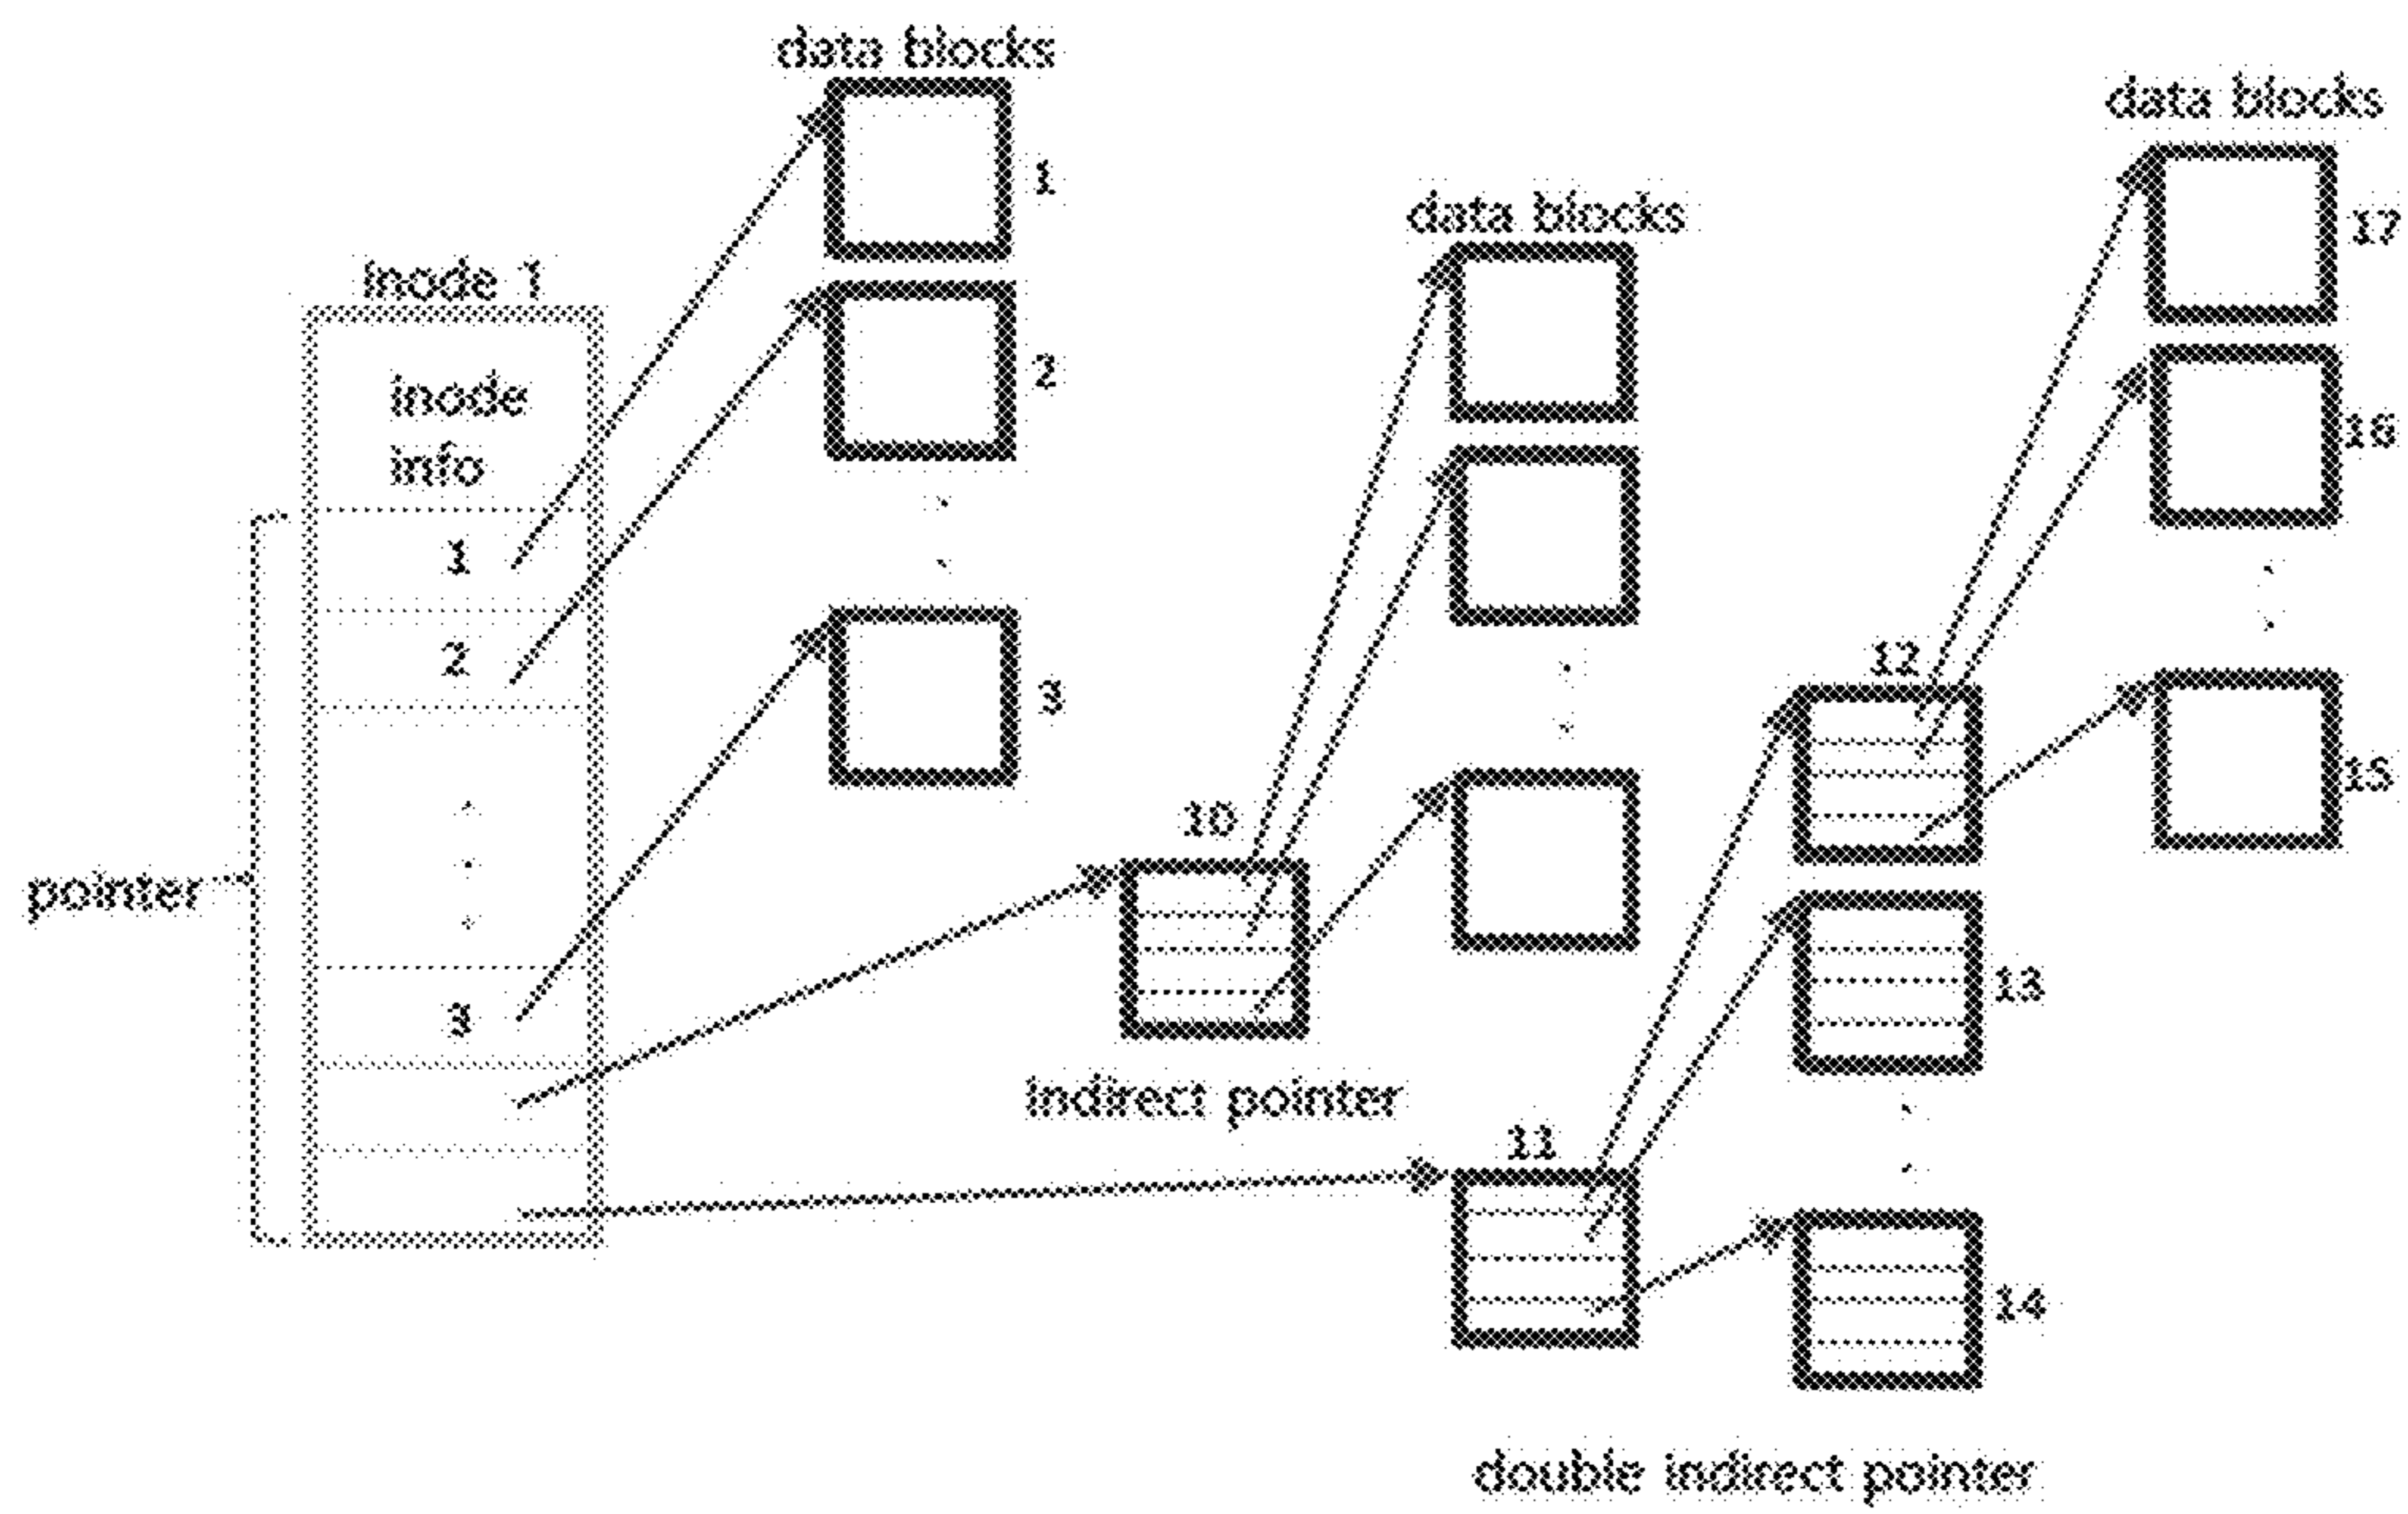 data blocks
1
2
3
inode 1
inode
info
1
2
3
pointer
data blocks
10
indirect pointer
11
data blocks
17
16
15
12
13
14
double indirect pointer